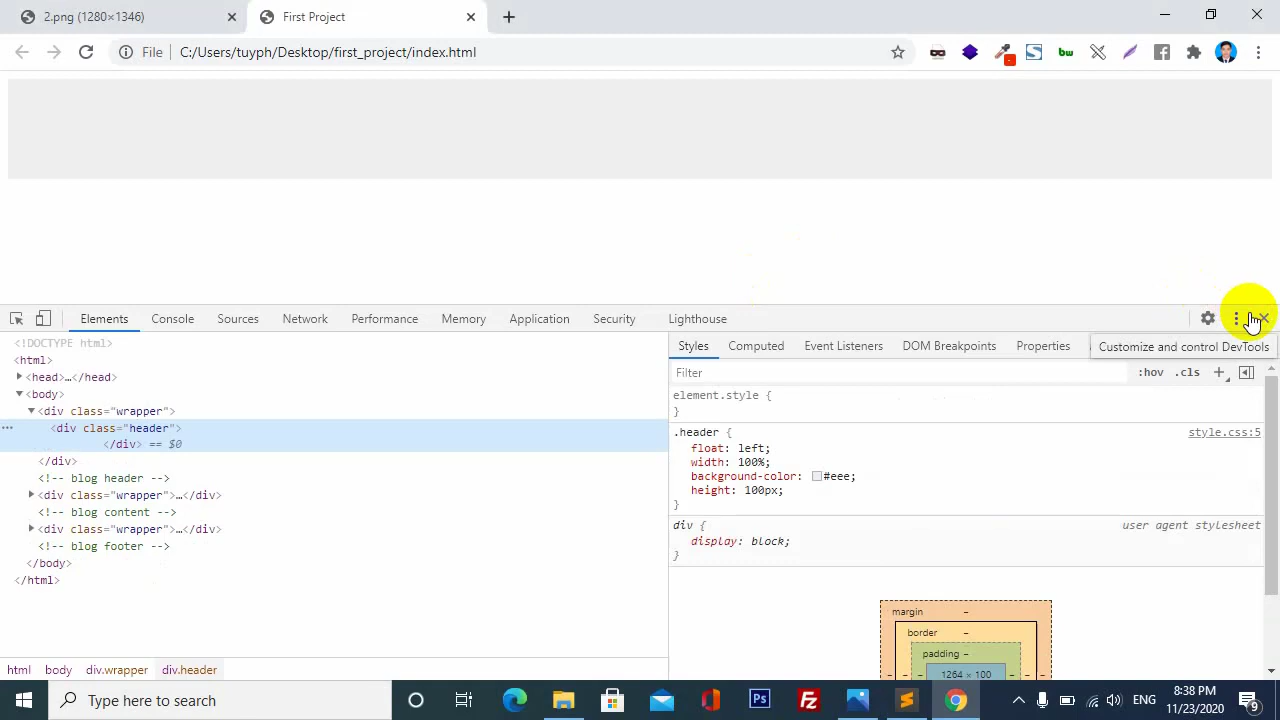 2.png (1280×1346)
First Project
File
C:/Users/tuyph/Desktop/first_project/index.html
Elements
Console
Sources
Network
Performance
Memory
Application
Security
Lighthouse
Customize and control DevTools
<!DOCTYPE html>
<html>
<head>…</head>
<body>
<div class="wrapper">
<div class="header">
</div> == $0
</div>
<!-- blog header -->
<div class="wrapper">…</div>
<!-- blog content -->
<div class="wrapper">…</div>
<!-- blog footer -->
</body>
</html>
html body div.wrapper div.header
Styles
Computed
Event Listeners
DOM Breakpoints
Properties
Filter
:hov .cls
element.style {
}
.header {
style.css:5
float: left;
width: 100%;
background-color: #eee;
height: 100px;
}
div {
user agent stylesheet
display: block;
}
margin –
border –
padding –
1264 × 100
Type here to search
bw
Ps
Fz
ENG
8:38 PM
11/23/2020
9